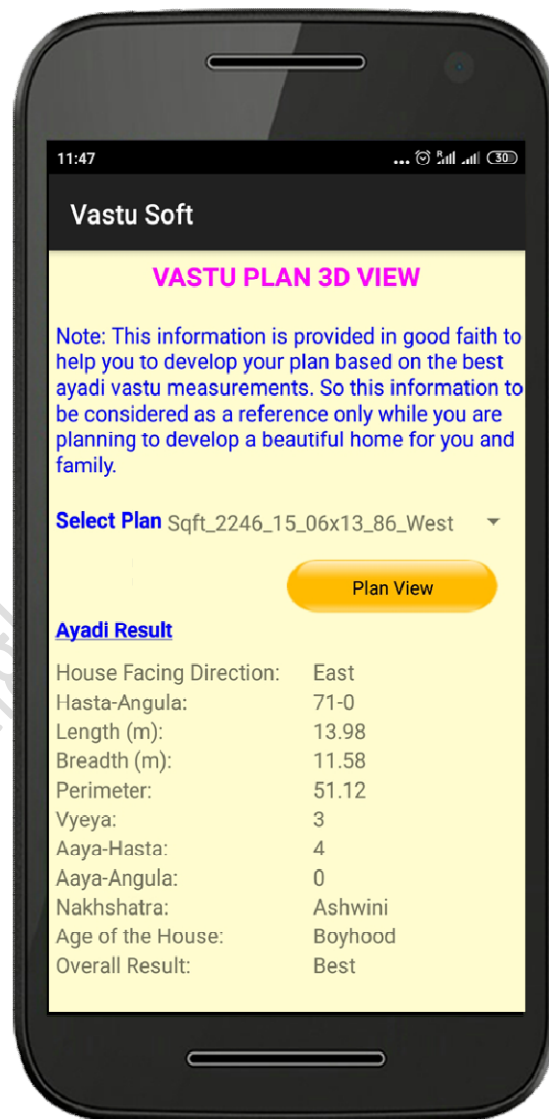 11:47 ... R 30
Vastu Soft
VASTU PLAN 3D VIEW
Note: This information is provided in good faith to
help you to develop your plan based on the best
ayadi vastu measurements. So this information to
be considered as a reference only while you are
planning to develop a beautiful home for you and
family.
Select Plan Sqft_2246_15_06x13_86_West
Plan View
Ayadi Result
House Facing Direction: East
Hasta-Angula: 71-0
Length (m): 13.98
Breadth (m): 11.58
Perimeter: 51.12
Vyeya: 3
Aaya-Hasta: 4
Aaya-Angula: 0
Nakhshatra: Ashwini
Age of the House: Boyhood
Overall Result: Best